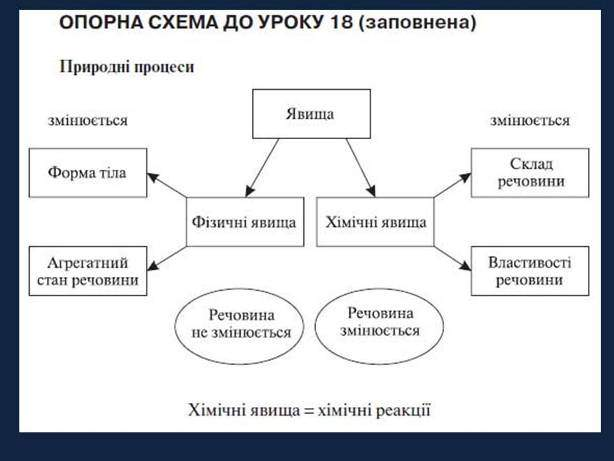 ОПОРНА СХЕМА ДО УРОКУ 18 (заповнена)
Природні процеси
Явища
змінюється
змінюється
Форма тіла
Склад
речовини
Фізичні явища
Хімічні явища
Агрегатний
стан речовини
Властивості
речовини
Речовина
не змінюється
Речовина
змінюється
Хімічні явища = хімічні реакції